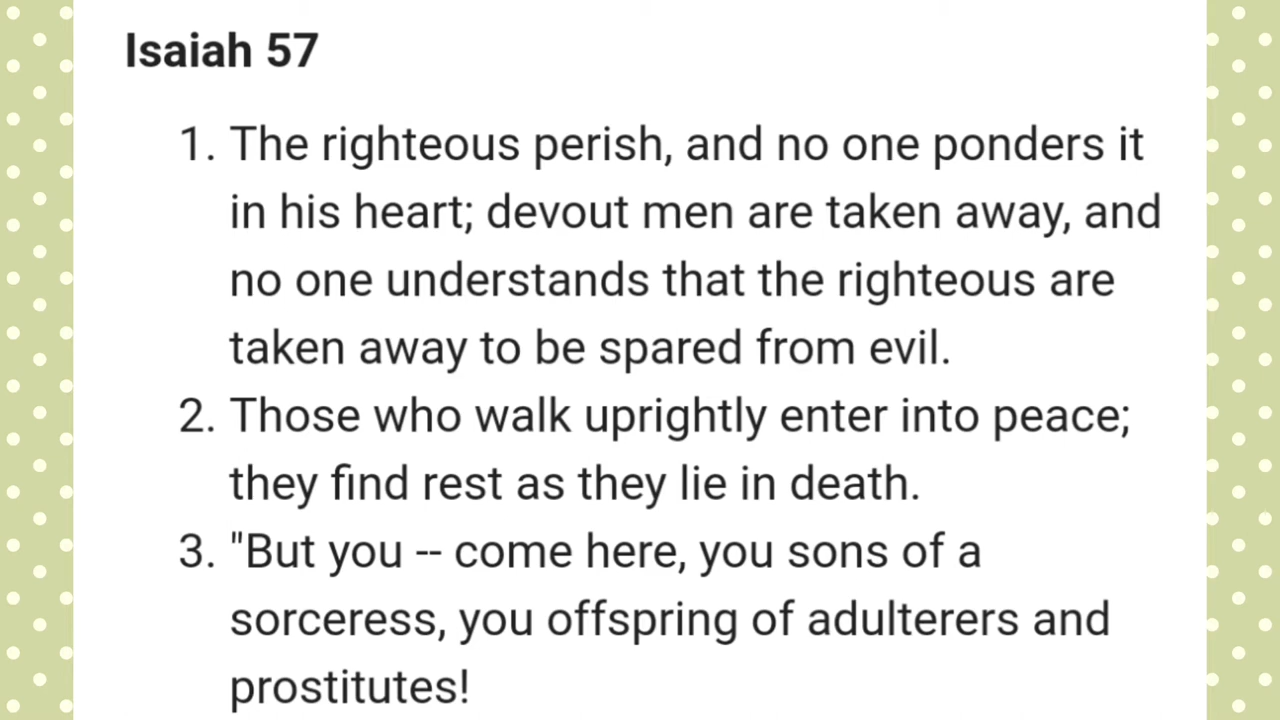 Isaiah 57
1. The righteous perish, and no one ponders it
in his heart; devout men are taken away, and
no one understands that the righteous are
taken away to be spared from evil.
2. Those who walk uprightly enter into peace;
they find rest as they lie in death.
3. "But you -- come here, you sons of a
sorceress, you offspring of adulterers and
prostitutes!